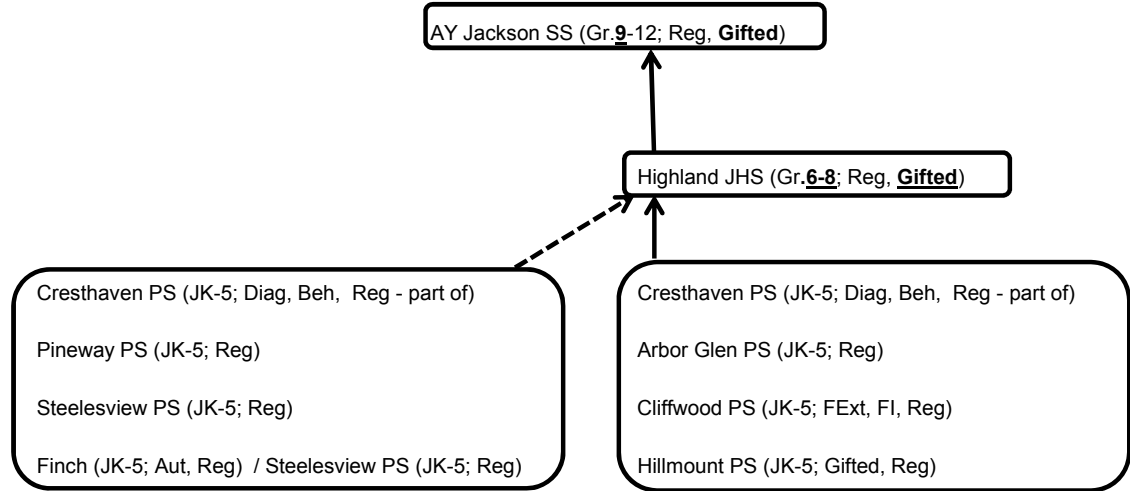 AY Jackson SS (Gr.9-12; Reg, Gifted)
Highland JHS (Gr.6-8; Reg, Gifted)
Cresthaven PS (JK-5; Diag, Beh, Reg - part of)
Pineway PS (JK-5; Reg)
Steelesview PS (JK-5; Reg)
Finch (JK-5; Aut, Reg) / Steelesview PS (JK-5; Reg)
Cresthaven PS (JK-5; Diag, Beh, Reg - part of)
Arbor Glen PS (JK-5; Reg)
Cliffwood PS (JK-5; FExt, FI, Reg)
Hillmount PS (JK-5; Gifted, Reg)